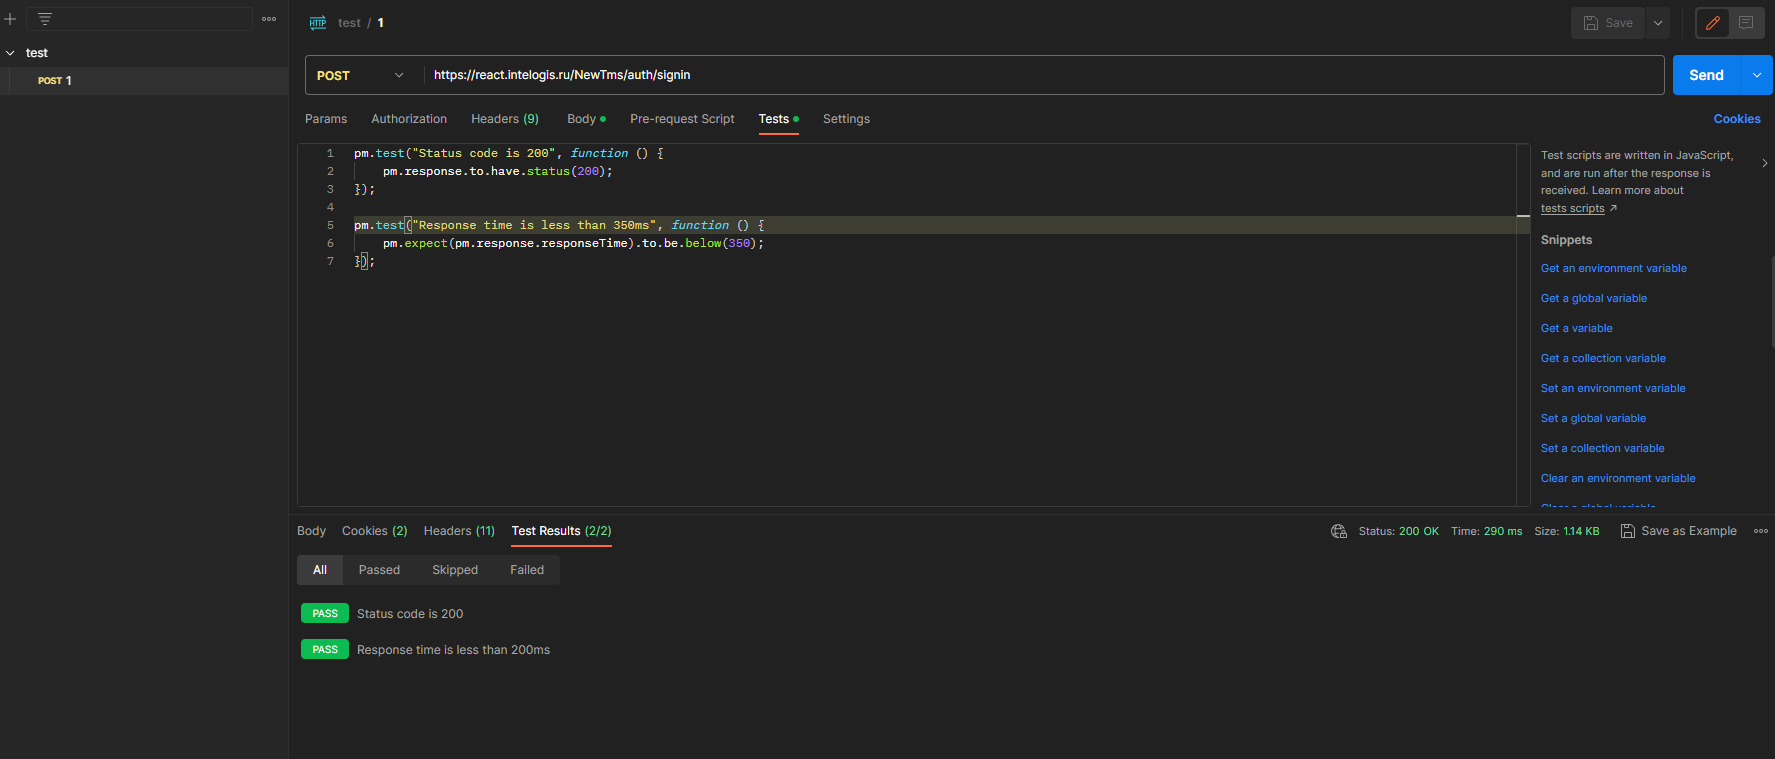 test / 1
Save
test
POST 1
POST
https://react.intelogis.ru/NewTms/auth/signin
Send
Params Authorization Headers (9) Body Pre-request Script Tests Settings
Cookies
1 pm.test("Status code is 200", function () {
2 pm.response.to.have.status(200);
3 });
4
5 pm.test("Response time is less than 350ms", function () {
6 pm.expect(pm.response.responseTime).to.be.below(350);
7 });
Test scripts are written in JavaScript,
and are run after the response is
received. Learn more about
tests scripts ↗
Snippets
Get an environment variable
Get a global variable
Get a variable
Get a collection variable
Set an environment variable
Set a global variable
Set a collection variable
Clear an environment variable
Clear a global variable
Body Cookies (2) Headers (11) Test Results (2/2)
Status: 200 OK Time: 290 ms Size: 1.14 KB Save as Example
All Passed Skipped Failed
PASS Status code is 200
PASS Response time is less than 200ms